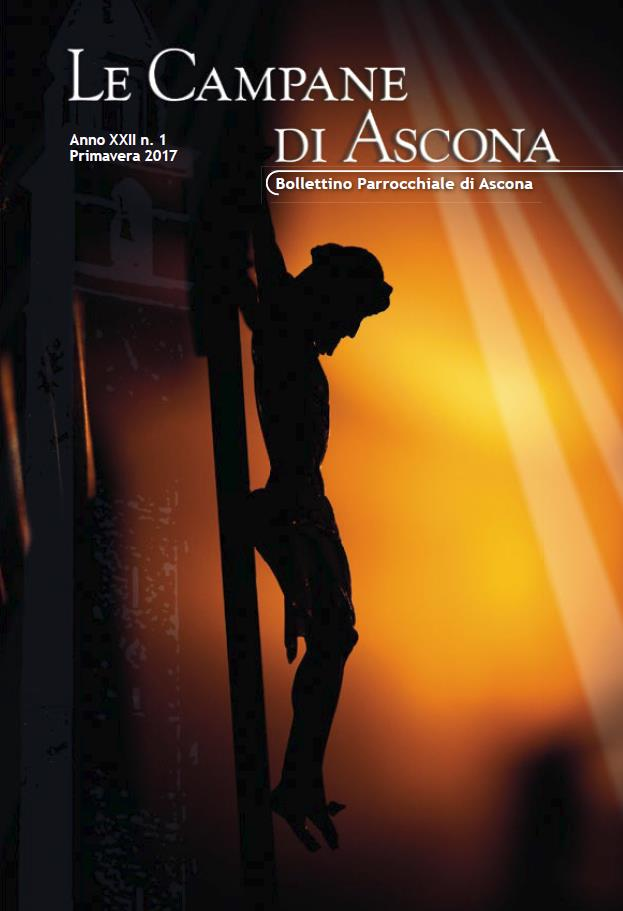 LE CAMPANE
DI ASCONA
Anno XXII n. 1
Primavera 2017
Bollettino Parrocchiale di Ascona